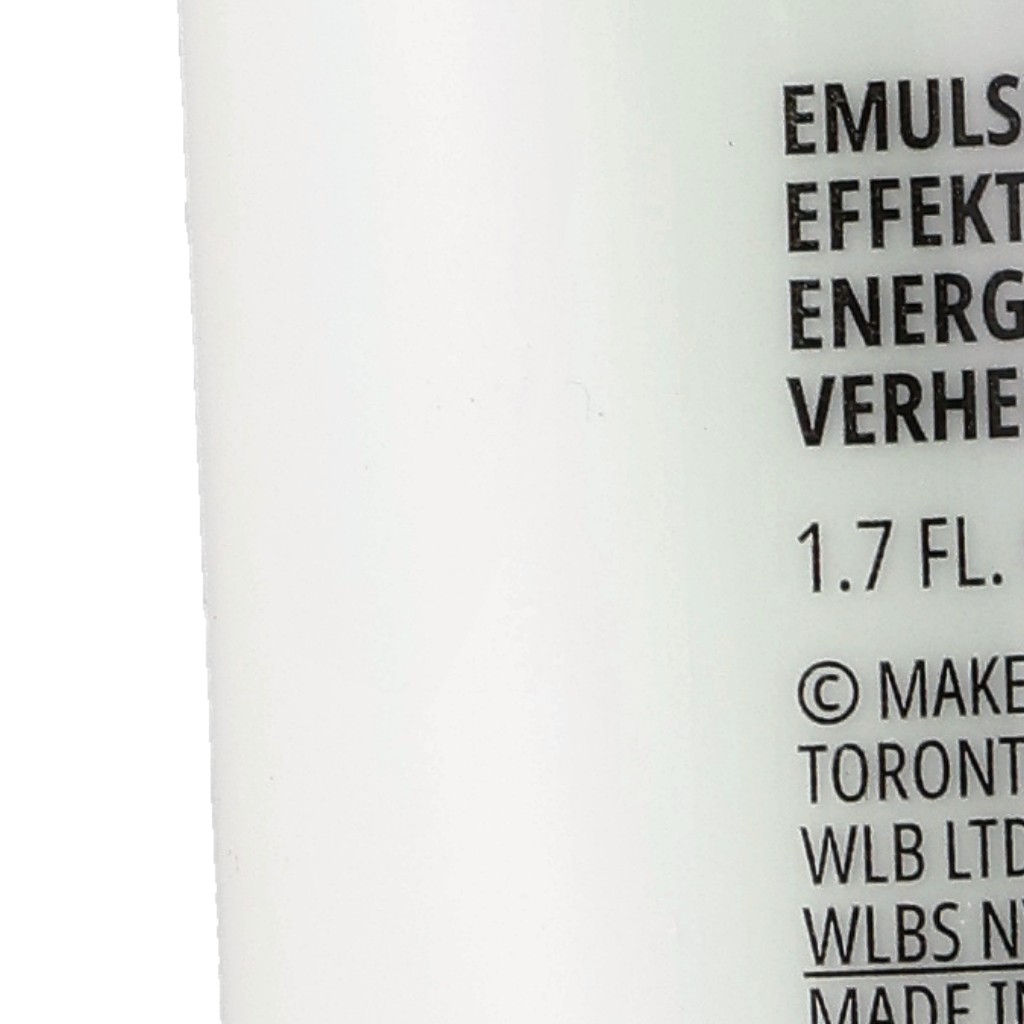 EMULS
EFFEKT
ENERG
VERHE
1.7 FL.
© MAKE
TORONT
WLB LTD
WLBS N
MADE IN